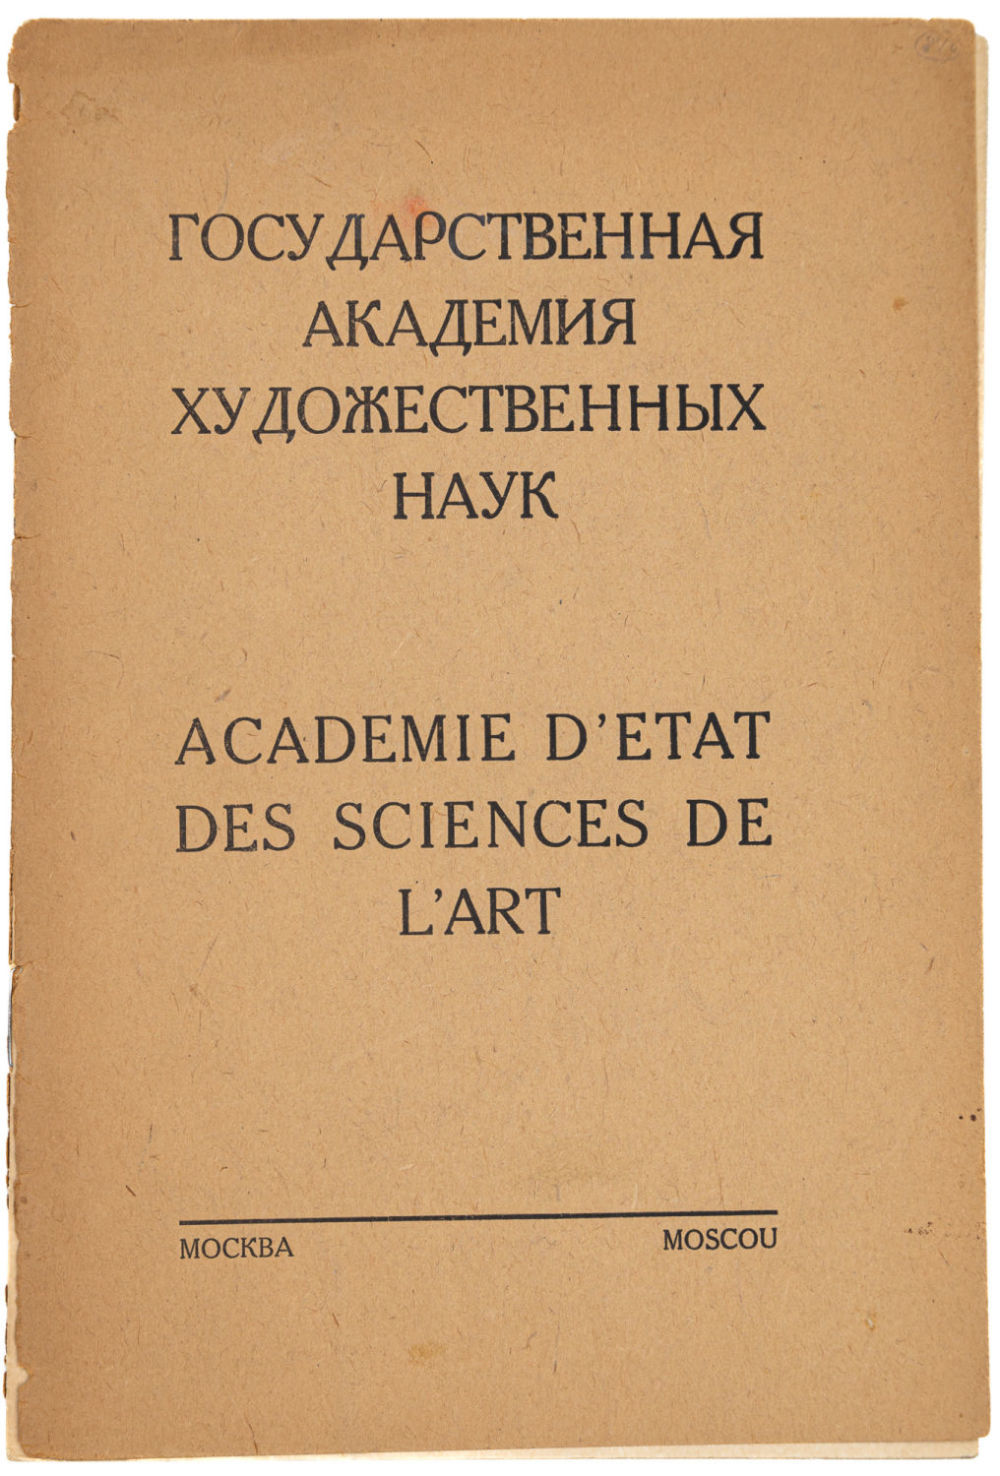 ГОСУДАРСТВЕННАЯ
АКАДЕМИЯ
ХУДОЖЕСТВЕННЫХ
НАУК
ACADEMIE D'ETAT
DES SCIENCES DE
L'ART
МОСКВА MOSCOU